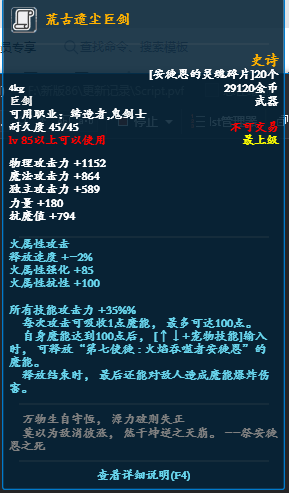 荒古遗尘巨剑
史诗
[安徒恩的灵魂碎片]20个
4kg 29120金币
巨剑 武器
可用职业：缔造者,鬼剑士
耐久度 45/45 不可交易
lv 85以上可以使用 最上级
物理攻击力 +1152
魔法攻击力 +864
独立攻击力 +589
力量 +180
抗魔值 +794
火属性攻击
释放速度 +-2%
火属性强化 +85
火属性抗性 +100
所有技能攻击力 +35%%
每次攻击可吸收1点魔能，最多可达100点。
自身魔能达到100点后，[↑↓+宠物技能]输入
时，可释放“第七使徒：火焰吞噬者安徒恩”的
魔能。
释放结束时，最后还能对敌人造成魔能爆炸伤
害。
万物生自守恒，源力破则失正
莫以为敌消彼涨，然干坤逆之天崩。 ——祭安徒
恩之死
查看详细说明(F4)